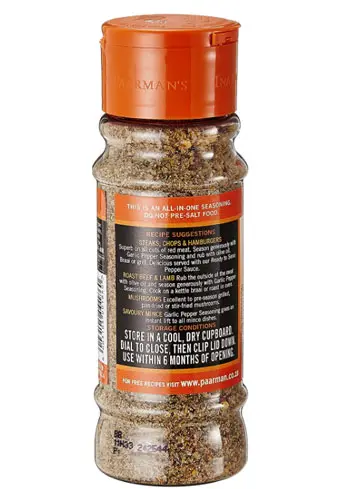 ARMAN'S
THIS IS AN ALL-IN-ONE SEASONING.
DO NOT PRE-SALT FOOD.
RECIPE SUGGESTIONS
STEAKS, CHOPS & HAMBURGERS
Superb in all cuts of red meat. Season generously with
Garlic Pepper Seasoning and rub with olive oil.
Braai or grill. Delicious served with our Ready to Serve
Pepper Sauce.
ROAST BEEF & LAMB Rub the outside of the meat
with olive oil and season generously with Garlic Pepper
Seasoning. Cook on a kettle braai or roast in oven.
MUSHROOMS Excellent to pre-season grilled,
pan-fried or stir-fried mushrooms.
SAVOURY MINCE Garlic Pepper Seasoning gives an
instant lift to all mince dishes.
STORAGE CONDITIONS
STORE IN A COOL, DRY CUPBOARD.
DIAL TO CLOSE, THEN CLIP LID DOWN.
USE WITHIN 6 MONTHS OF OPENING.
FOR FREE RECIPES VISIT www.paarman.co.za
BB